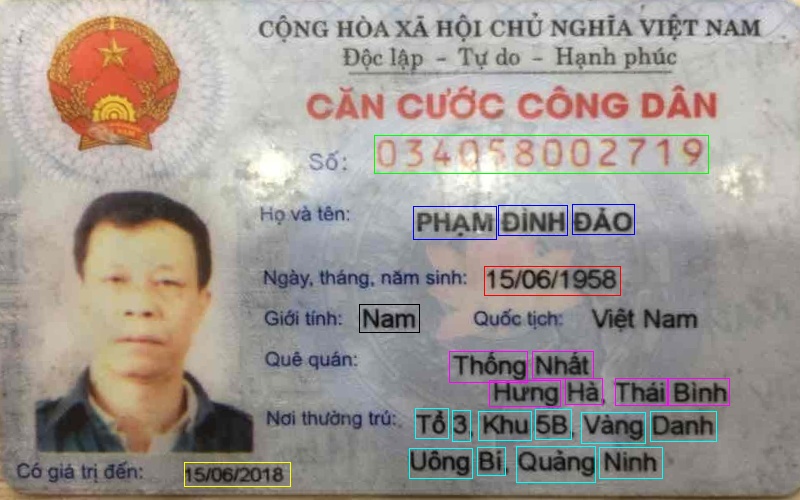 CỘNG HÒA XÃ HỘI CHỦ NGHĨA VIỆT NAM
Độc lập - Tự do - Hạnh phúc
CĂN CƯỚC CÔNG DÂN
Số: 034058002719
Họ và tên: PHẠM ĐÌNH ĐẢO
Ngày, tháng, năm sinh: 15/06/1958
Giới tính: Nam Quốc tịch: Việt Nam
Quê quán: Thống Nhất
Hưng Hà, Thái Bình
Nơi thường trú: Tổ 3, Khu 5B, Vàng Danh
Uông Bí, Quảng Ninh
Có giá trị đến: 15/06/2018